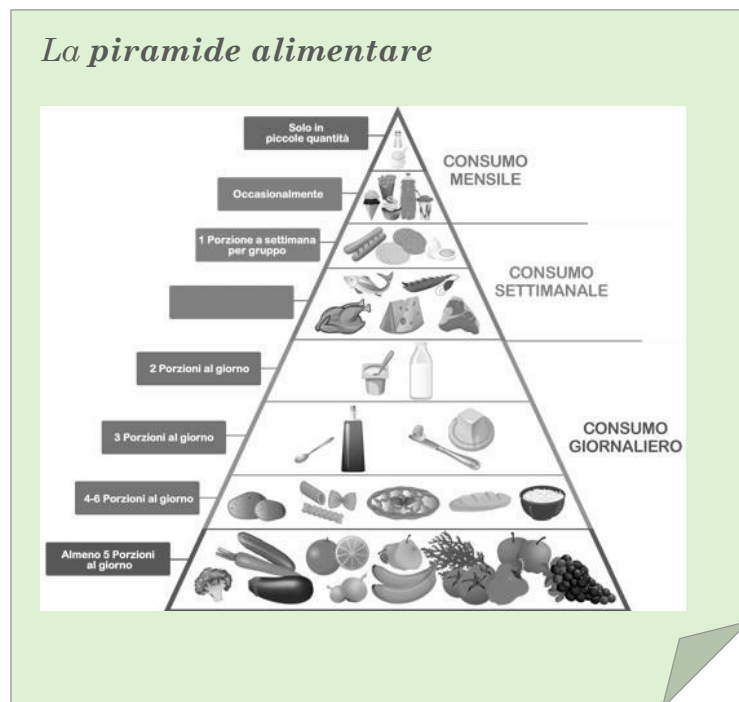 La piramide alimentare
Solo in
piccole quantità
CONSUMO
MENSILE
Occasionalmente
1 Porzione a settimana
per gruppo
CONSUMO
SETTIMANALE
2 Porzioni al giorno
3 Porzioni al giorno
CONSUMO
GIORNALIERO
4-6 Porzioni al giorno
Almeno 5 Porzioni
al giorno